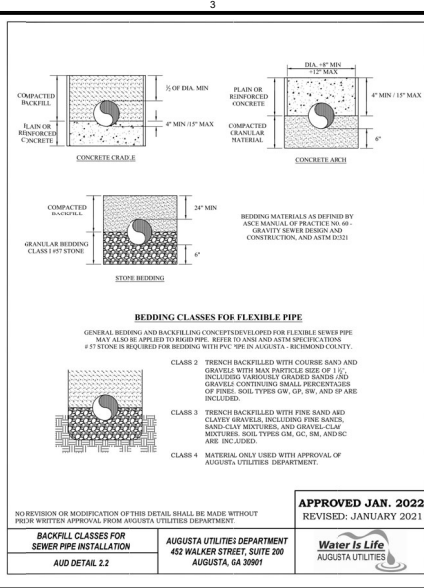 3
COMPACTED
BACKFILL
PLAIN OR
REINFORCED
CONCRETE
½ OF DIA. MIN
4" MIN /15" MAX
CONCRETE CRADLE
DIA. +8" MIN
+12" MAX
PLAIN OR
REINFORCED
CONCRETE
COMPACTED
GRANULAR
MATERIAL
4" MIN / 15" MAX
6"
CONCRETE ARCH
COMPACTED
BACKFILL
GRANULAR BEDDING
CLASS I #57 STONE
24" MIN
6"
STONE BEDDING
BEDDING MATERIALS AS DEFINED BY
ASCE MANUAL OF PRACTICE NO. 60 -
GRAVITY SEWER DESIGN AND
CONSTRUCTION, AND ASTM D2321
BEDDING CLASSES FOR FLEXIBLE PIPE
GENERAL BEDDING AND BACKFILLING CONCEPTS DEVELOPED FOR FLEXIBLE SEWER PIPE
MAY ALSO BE APPLIED TO RIGID PIPE. REFER TO ANSI AND ASTM SPECIFICATIONS
# 57 STONE IS REQUIRED FOR BEDDING WITH PVC PIPE IN AUGUSTA - RICHMOND COUNTY.
CLASS 2 TRENCH BACKFILLED WITH COURSE SAND AND
GRAVELS WITH MAX PARTICLE SIZE OF 1 ½",
INCLUDING VARIOUSLY GRADED SANDS AND
GRAVELS CONTINUING SMALL PERCENTAGES
OF FINES. SOIL TYPES GW, GP, SW, AND SP ARE
INCLUDED.
CLASS 3 TRENCH BACKFILLED WITH FINE SAND AND
CLAYEY GRAVELS, INCLUDING FINE SANDS,
SAND-CLAY MIXTURES, AND GRAVEL-CLAY
MIXTURES. SOIL TYPES GM, GC, SM, AND SC
ARE INCLUDED.
CLASS 4 MATERIAL ONLY USED WITH APPROVAL OF
AUGUSTA UTILITIES DEPARTMENT.
NO REVISION OR MODIFICATION OF THIS DETAIL SHALL BE MADE WITHOUT
PRIOR WRITTEN APPROVAL FROM AUGUSTA UTILITIES DEPARTMENT.
APPROVED JAN. 2022
REVISED: JANUARY 2021
BACKFILL CLASSES FOR
SEWER PIPE INSTALLATION
AUD DETAIL 2.2
AUGUSTA UTILITIES DEPARTMENT
452 WALKER STREET, SUITE 200
AUGUSTA, GA 30901
Water Is Life
AUGUSTA UTILITIES